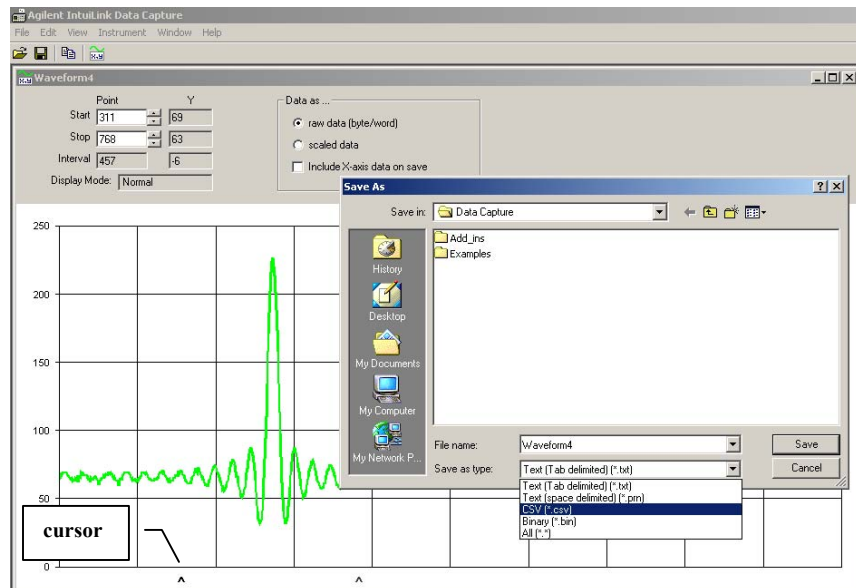 Agilent IntuiLink Data Capture
File Edit View Instrument Window Help
Waveform4
Point Y
Start 311 69
Stop 768 63
Interval 457 -6
Display Mode: Normal
Data as ...
raw data (byte/word)
scaled data
Include X-axis data on save
Save As
Save in: Data Capture
History
Desktop
My Documents
My Computer
My Network P...
Add_ins
Examples
File name: Waveform4
Save
Save as type: Text (Tab delimited) (*.txt)
Cancel
Text (Tab delimited) (*.txt)
Text (space delimited) (*.prn)
CSV (*.csv)
Binary (*.bin)
All (*.*)
250
200
150
100
50
0
cursor
^ ^